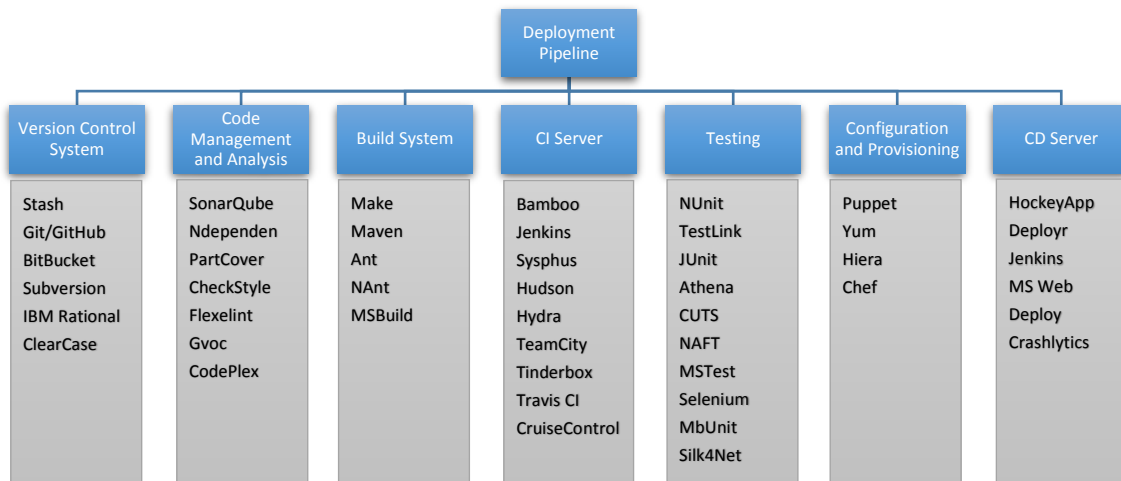 Deployment
Pipeline
Version Control
System
Code
Management
and Analysis
Build System
CI Server
Testing
Configuration
and Provisioning
CD Server
Stash
Git/GitHub
BitBucket
Subversion
IBM Rational
ClearCase
SonarQube
Ndependen
PartCover
CheckStyle
Flexelint
Gvoc
CodePlex
Make
Maven
Ant
NAnt
MSBuild
Bamboo
Jenkins
Sysphus
Hudson
Hydra
TeamCity
Tinderbox
Travis CI
CruiseControl
NUnit
TestLink
JUnit
Athena
CUTS
NAFT
MSTest
Selenium
MbUnit
Silk4Net
Puppet
Yum
Hiera
Chef
HockeyApp
Deployr
Jenkins
MS Web
Deploy
Crashlytics